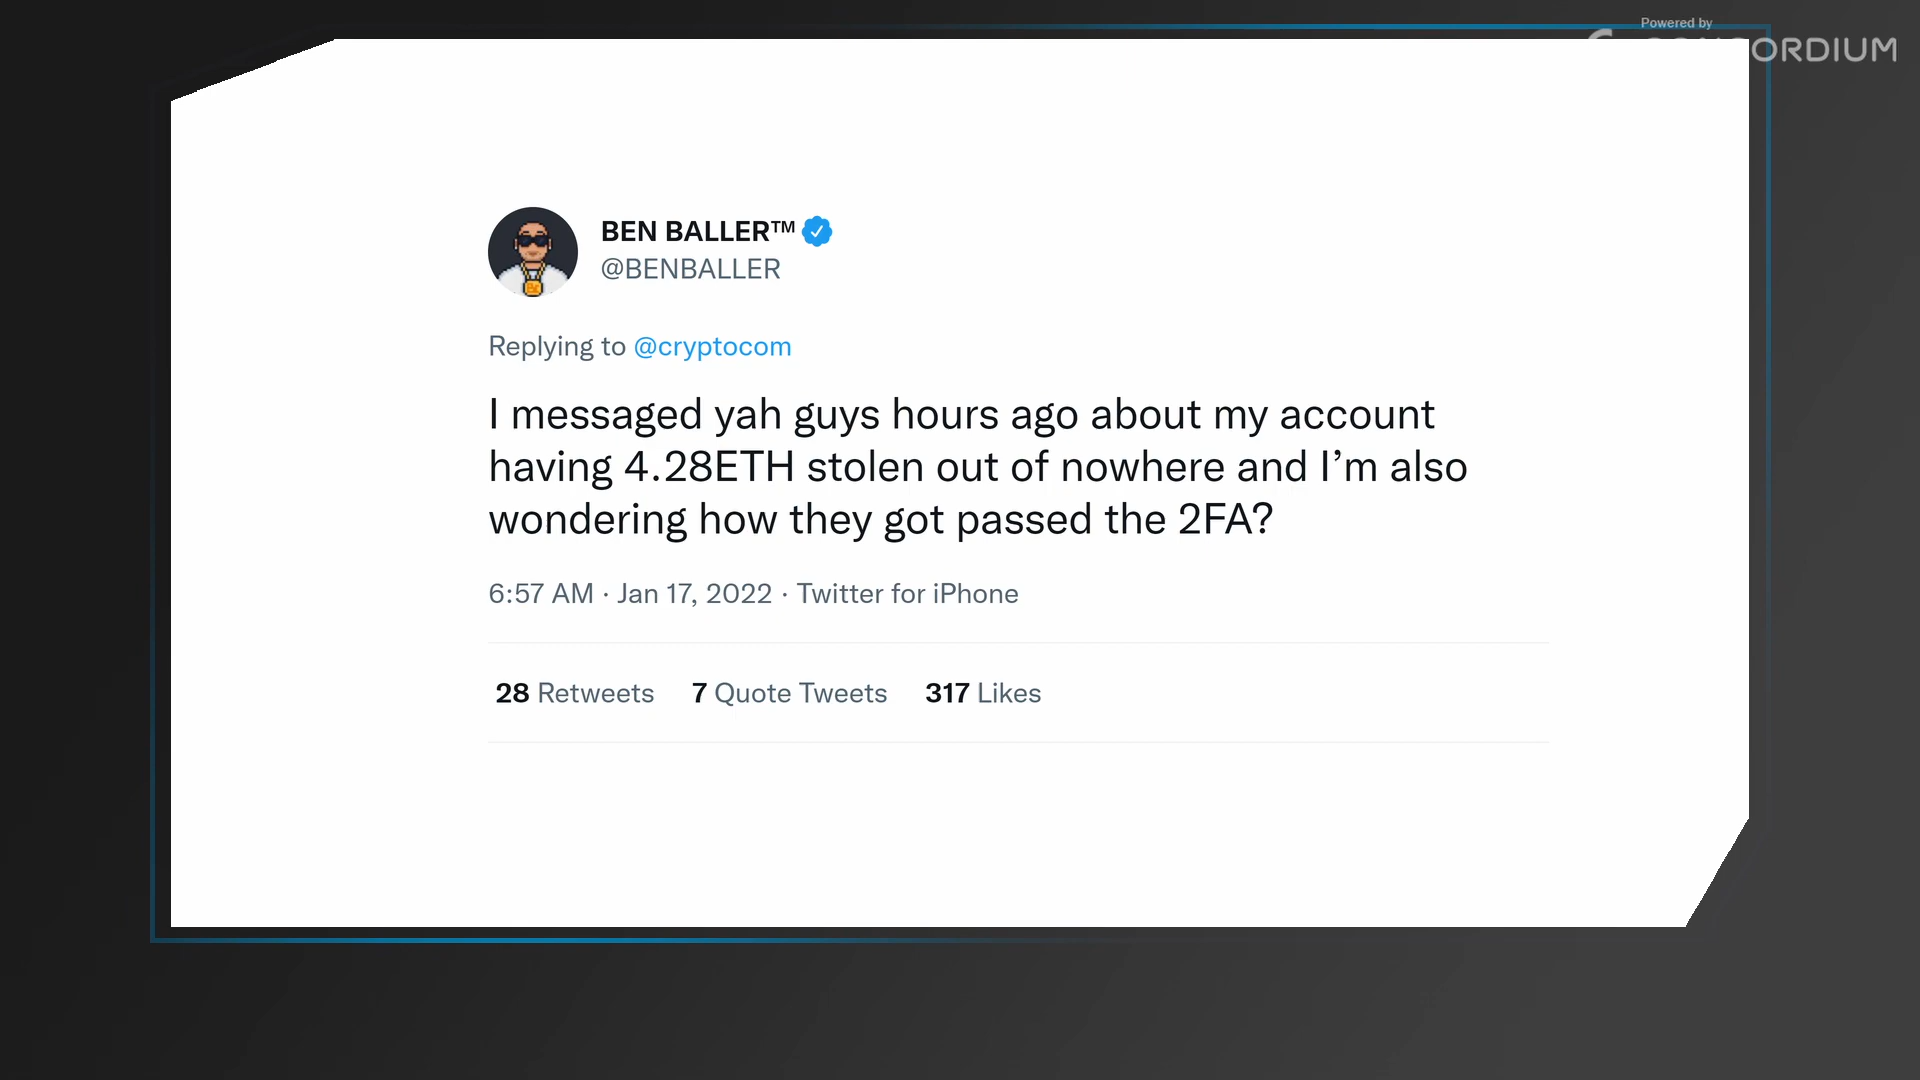 Powered by
CONCORDIUM
BEN BALLER™
@BENBALLER
Replying to @cryptocom
I messaged yah guys hours ago about my account
having 4.28ETH stolen out of nowhere and I’m also
wondering how they got passed the 2FA?
6:57 AM · Jan 17, 2022 · Twitter for iPhone
28 Retweets 7 Quote Tweets 317 Likes